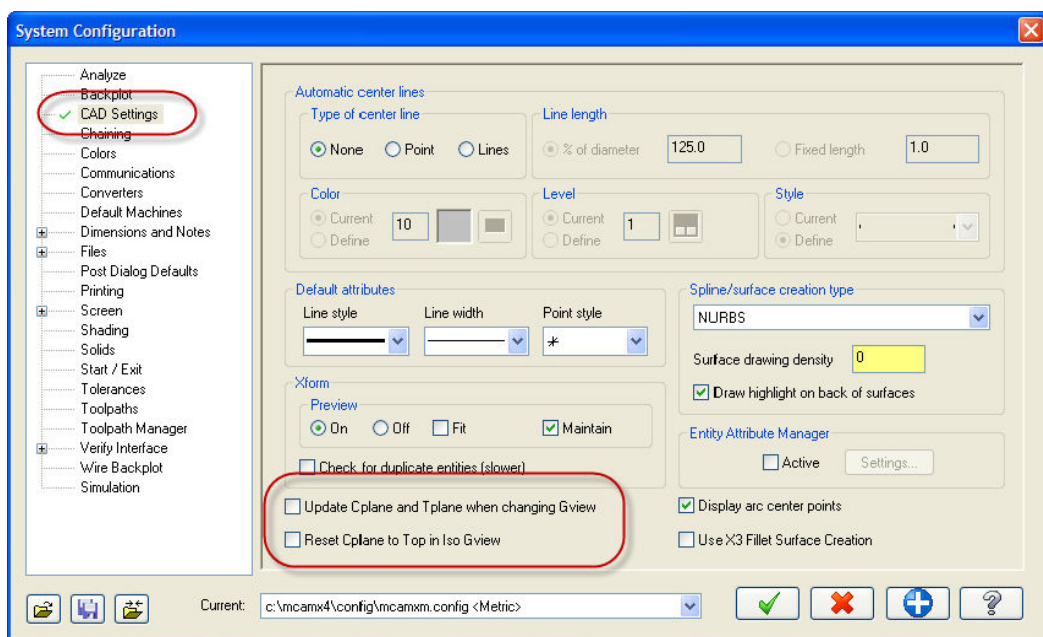 System Configuration
Analyze
Backplot
CAD Settings
Chaining
Colors
Communications
Converters
Default Machines
Dimensions and Notes
Files
Post Dialog Defaults
Printing
Screen
Shading
Solids
Start / Exit
Tolerances
Toolpaths
Toolpath Manager
Verify Interface
Wire Backplot
Simulation
Automatic center lines
Type of center line
None Point Lines
Line length
% of diameter 125.0 Fixed length 1.0
Color
Current
Define
10
Level
Current
Define
1
Style
Current
Define
Default attributes
Line style Line width Point style
Spline/surface creation type
NURBS
Surface drawing density 0
Draw highlight on back of surfaces
Xform
Preview
On Off Fit Maintain
Check for duplicate entities (slower)
Entity Attribute Manager
Active Settings...
Update Cplane and Tplane when changing Gview
Reset Cplane to Top in Iso Gview
Display arc center points
Use X3 Fillet Surface Creation
Current: c:\mcamx4\config\mcamxm.config <Metric>